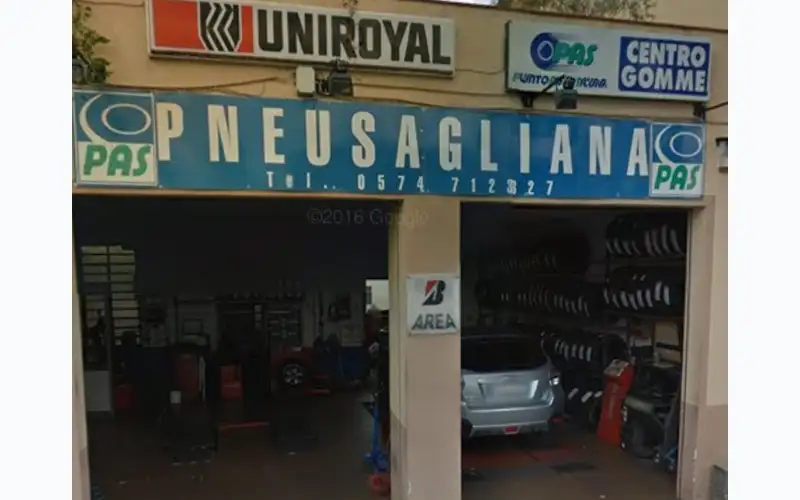 UNIROYAL
PAS
CENTRO
GOMME
PNEUSAGLIANA
PAS
PAS
©2016 Google
B
AREA